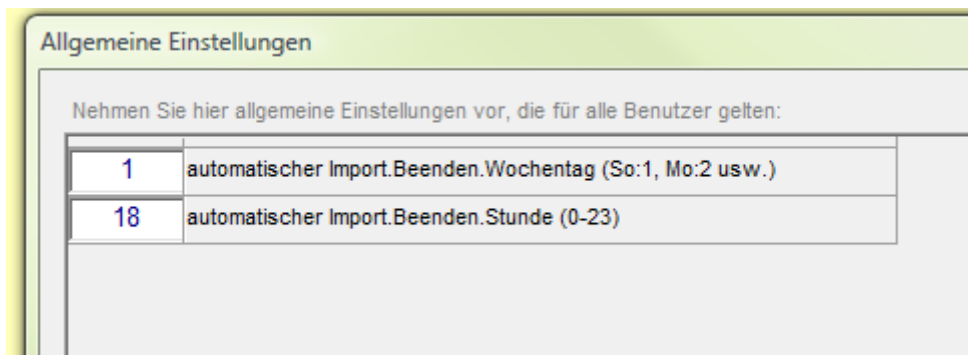 Allgemeine Einstellungen
Nehmen Sie hier allgemeine Einstellungen vor, die für alle Benutzer gelten:
1 automatischer Import.Beenden.Wochentag (So:1, Mo:2 usw.)
18 automatischer Import.Beenden.Stunde (0-23)